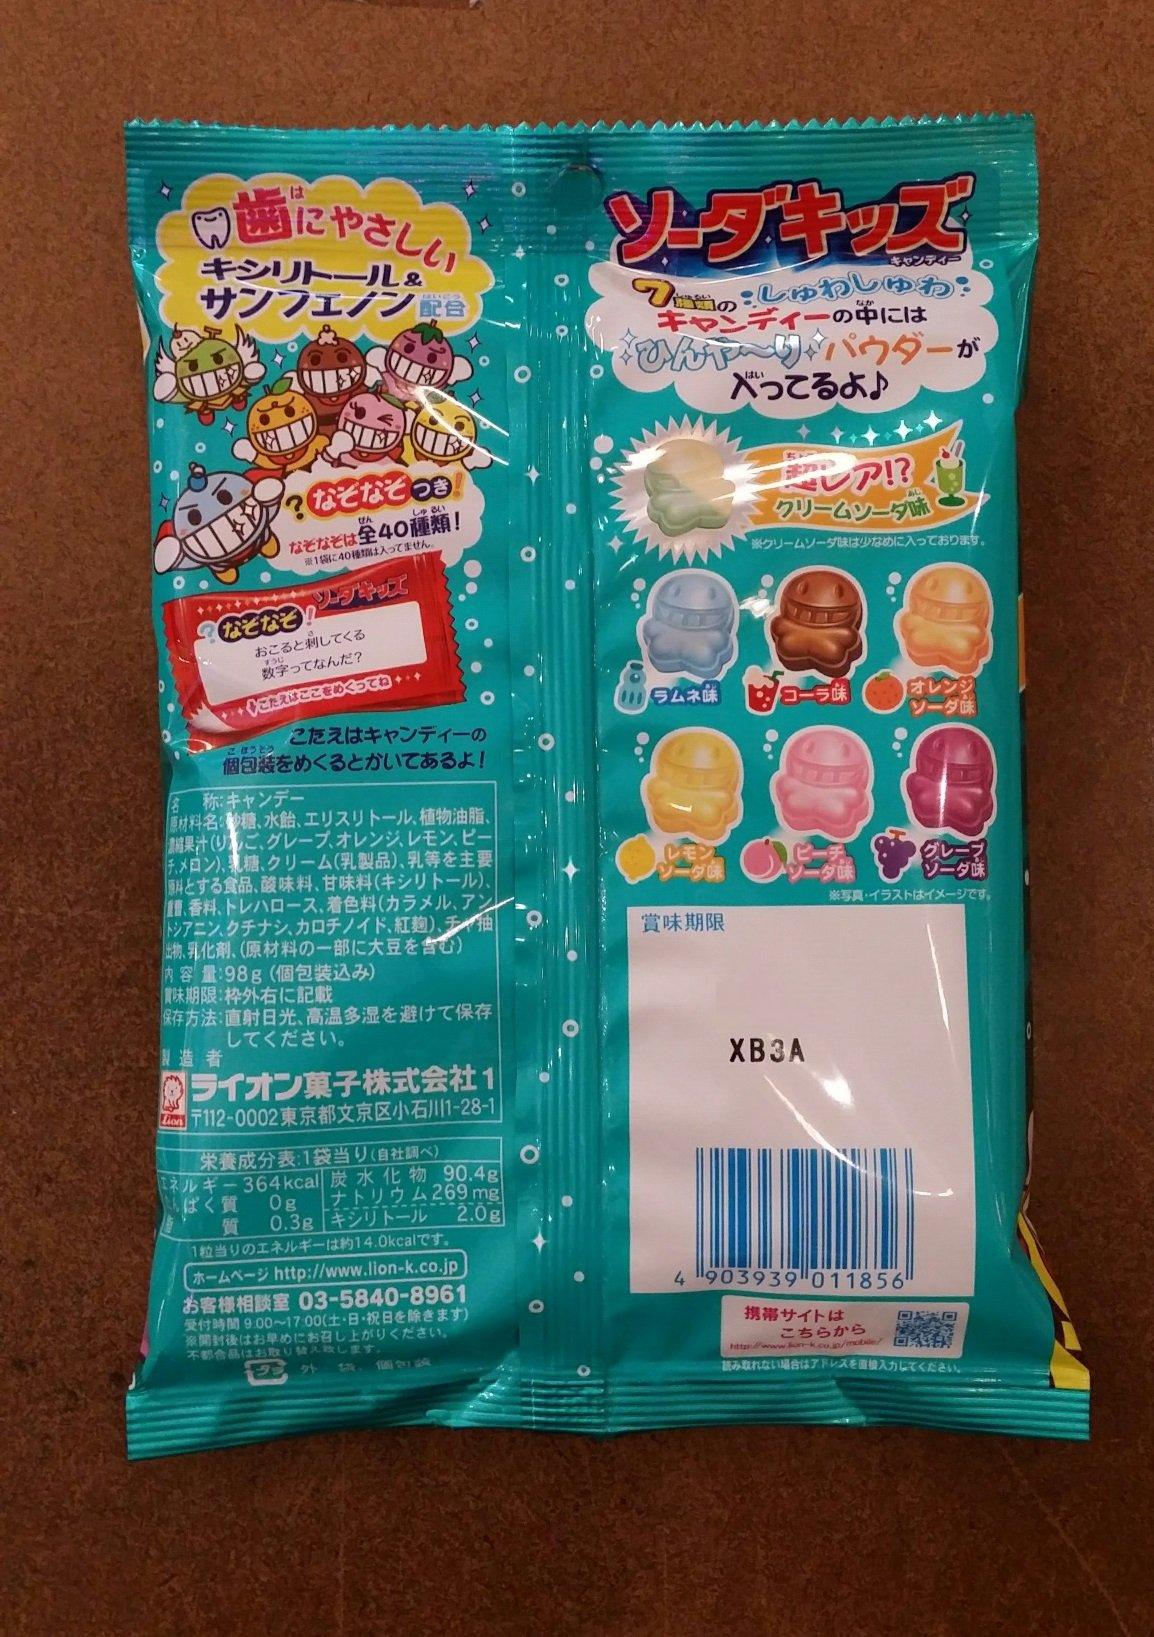 歯にやさしい
キシリトール&
サンフェノン配合
?なぞなぞつき!
なぞなぞは全40種類!
※1袋に40種類は入ってません。
ソーダキッズ
?なぞなぞ!
おこると刺してくる
数字ってなんだ?
こたえはここをめくってね
こたえはキャンディーの
個包装をめくるとかいてあるよ!
名 称:キャンデー
原材料名:砂糖、水飴、エリスリトール、植物油脂、
濃縮果汁(りんご、グレープ、オレンジ、レモン、ピー
チ、メロン)、乳糖、クリーム(乳製品)、乳等を主要
原料とする食品、酸味料、甘味料(キシリトール)、
重曹、香料、トレハロース、着色料(カラメル、アン
トシアニン、クチナシ、カロチノイド、紅麹)、チャ抽
出物、乳化剤、(原材料の一部に大豆を含む)
内 容 量:98g(個包装込み)
賞味期限:枠外右に記載
保存方法:直射日光、高温多湿を避けて保存
してください。
製 造 者
Lion
ライオン菓子株式会社1
〒112-0002東京都文京区小石川1-28-1
栄養成分表:1袋当り(自社調べ)
エネルギー 364kcal 炭水化物 90.4g
たんぱく質 0g ナトリウム 269mg
脂 質 0.3g キシリトール 2.0g
1粒当りのエネルギーは約14.0kcalです。
ホームページ http://www.lion-k.co.jp
お客様相談室 03-5840-8961
受付時間 9:00~17:00(土・日・祝日を除きます)
※開封後はお早めにお召し上がりください。
不都合品はお取り替え致します。
プラ 外 袋、個包装
ソーダキッズ
キャンディー
7種類のしゅわしゅわ
キャンディーの中には
ひんや〜りパウダーが
入ってるよ♪
超レア!?
クリームソーダ味
※クリームソーダ味は少なめに入っております。
ラムネ味
コーラ味
オレンジ
ソーダ味
レモン
ソーダ味
ピーチ
ソーダ味
グレープ
ソーダ味
※写真・イラストはイメージです。
賞味期限
XB3A
4 903939 011856
携帯サイトは
こちらから
http://www.lion-k.co.jp/mobile/
読み取れない場合はアドレスを直接入力してください。